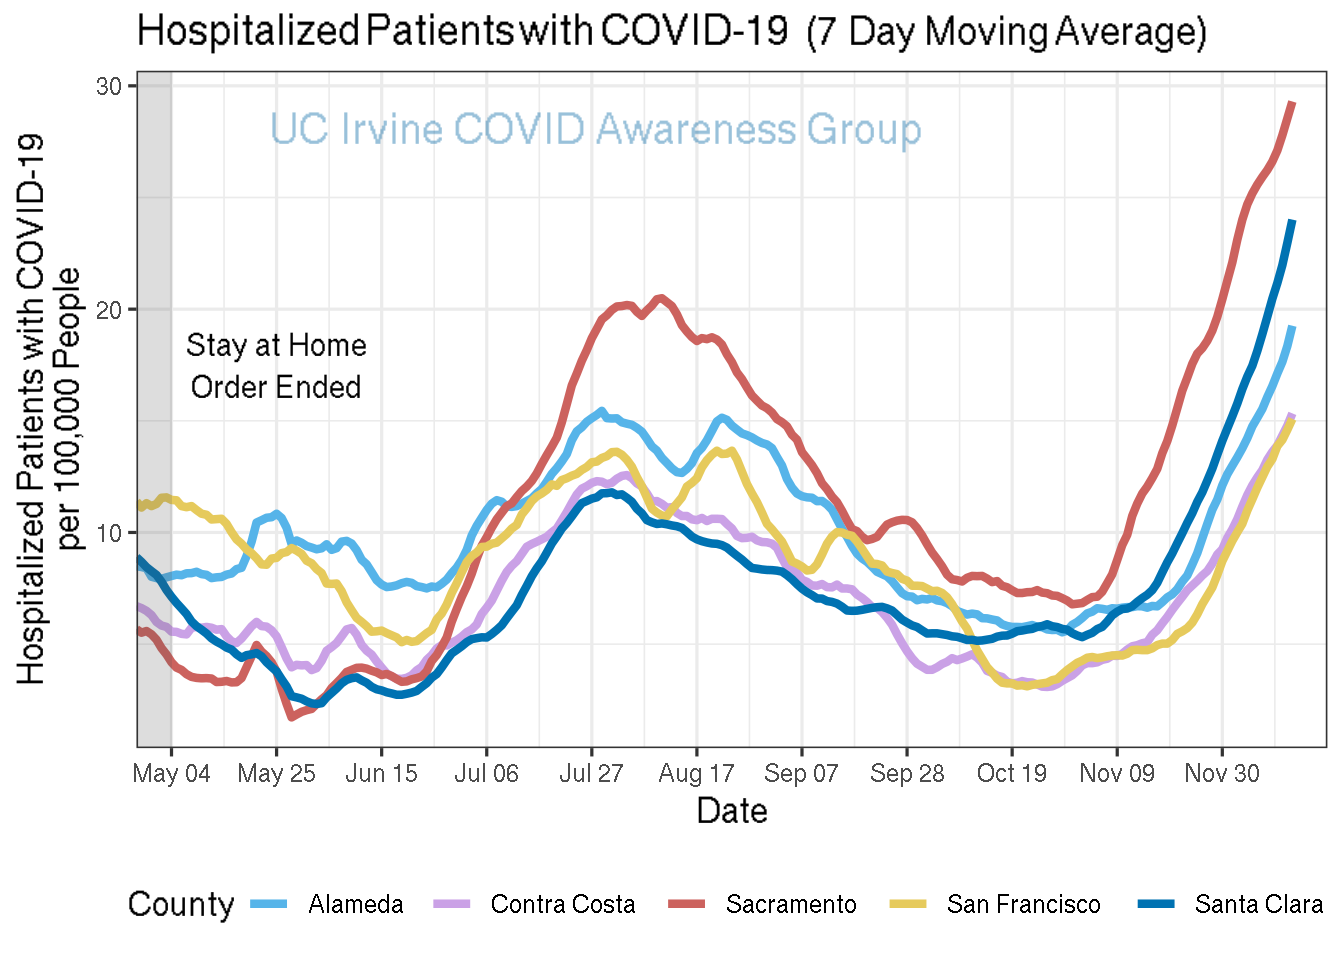 Hospitalized Patients with COVID-19 (7 Day Moving Average)
30
UC Irvine COVID Awareness Group
Hospitalized Patients with COVID-19
per 100,000 People
20
Stay at Home
Order Ended
10
May 04 May 25 Jun 15 Jul 06 Jul 27 Aug 17 Sep 07 Sep 28 Oct 19 Nov 09 Nov 30
Date
County Alameda Contra Costa Sacramento San Francisco Santa Clara